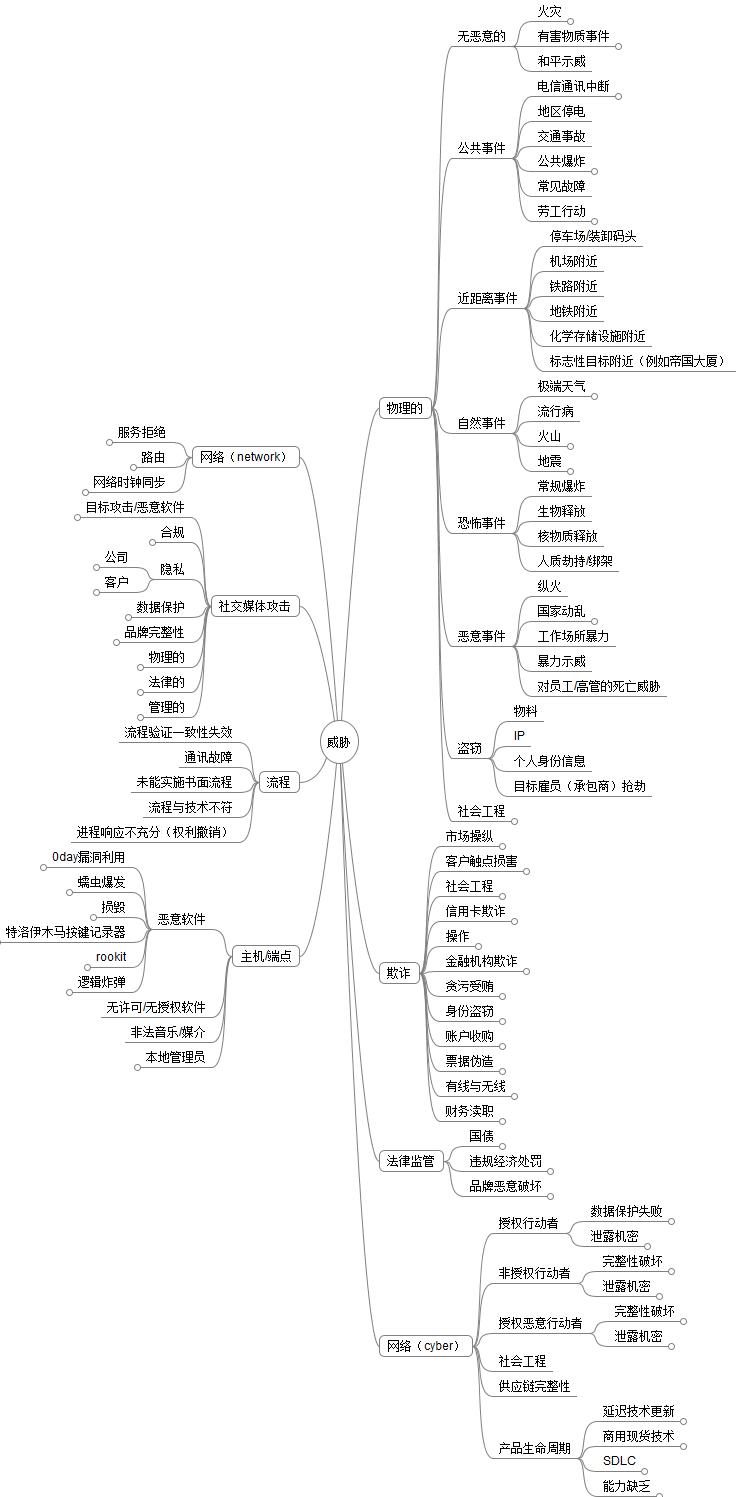 威胁
物理的
无恶意的
火灾
有害物质事件
和平示威
公共事件
电信通讯中断
地区停电
交通事故
公共爆炸
常见故障
劳工行动
近距离事件
停车场/装卸码头
机场附近
铁路附近
地铁附近
化学存储设施附近
标志性目标附近（例如帝国大厦）
自然事件
极端天气
流行病
火山
地震
恐怖事件
常规爆炸
生物释放
核物质释放
人质劫持/绑架
恶意事件
纵火
国家动乱
工作场所暴力
暴力示威
对员工/高管的死亡威胁
盗窃
物料
IP
个人身份信息
目标雇员（承包商）抢劫
社会工程
欺诈
市场操纵
客户触点损害
社会工程
信用卡欺诈
操作
金融机构欺诈
贪污受贿
身份盗窃
账户收购
票据伪造
有线与无线
财务渎职
法律监管
国债
违规经济处罚
品牌恶意破坏
网络（cyber）
授权行动者
数据保护失败
泄露机密
非授权行动者
完整性破坏
泄露机密
授权恶意行动者
完整性破坏
泄露机密
社会工程
供应链完整性
产品生命周期
延迟技术更新
商用现货技术
SDLC
能力缺乏
网络（network）
服务拒绝
路由
网络时钟同步
社交媒体攻击
目标攻击/恶意软件
合规
隐私
公司
客户
数据保护
品牌完整性
物理的
法律的
管理的
流程
流程验证一致性失效
通讯故障
未能实施书面流程
流程与技术不符
进程响应不充分（权利撤销）
主机/端点
恶意软件
0day漏洞利用
蠕虫爆发
损毁
特洛伊木马按键记录器
rookit
逻辑炸弹
无许可/无授权软件
非法音乐/媒介
本地管理员